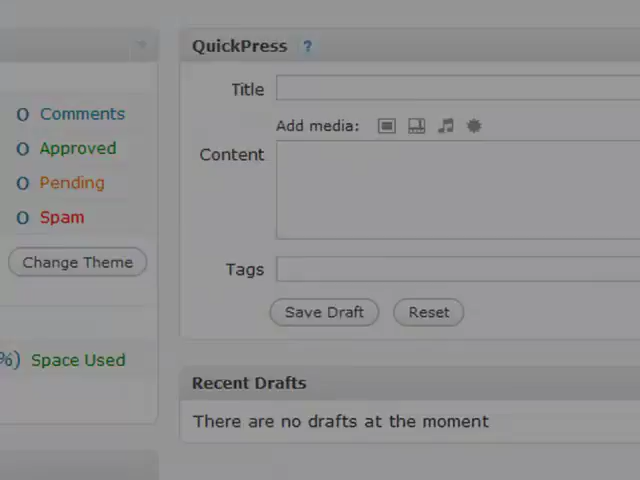 0 Comments
0 Approved
0 Pending
0 Spam
Change Theme
%) Space Used
QuickPress ?
Title
Add media:
Content
Tags
Save Draft Reset
Recent Drafts
There are no drafts at the moment